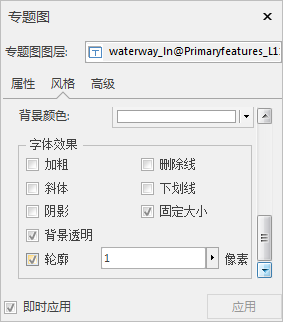 专题图
专题图图层: waterway_ln@Primaryfeatures_L1
属性 风格 高级
背景颜色:
字体效果
加粗 删除线
斜体 下划线
阴影 固定大小
背景透明
轮廓 1 像素
即时应用 应用